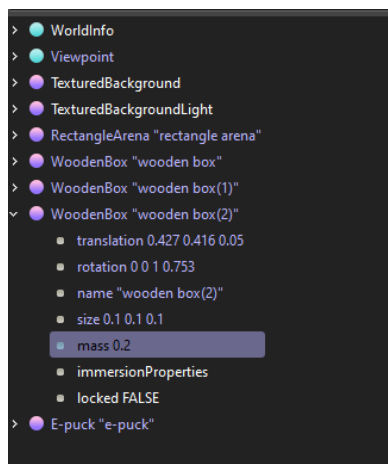 WorldInfo
Viewpoint
TexturedBackground
TexturedBackgroundLight
RectangleArena "rectangle arena"
WoodenBox "wooden box"
WoodenBox "wooden box(1)"
WoodenBox "wooden box(2)"
translation 0.427 0.416 0.05
rotation 0 0 1 0.753
name "wooden box(2)"
size 0.1 0.1 0.1
mass 0.2
immersionProperties
locked FALSE
E-puck "e-puck"